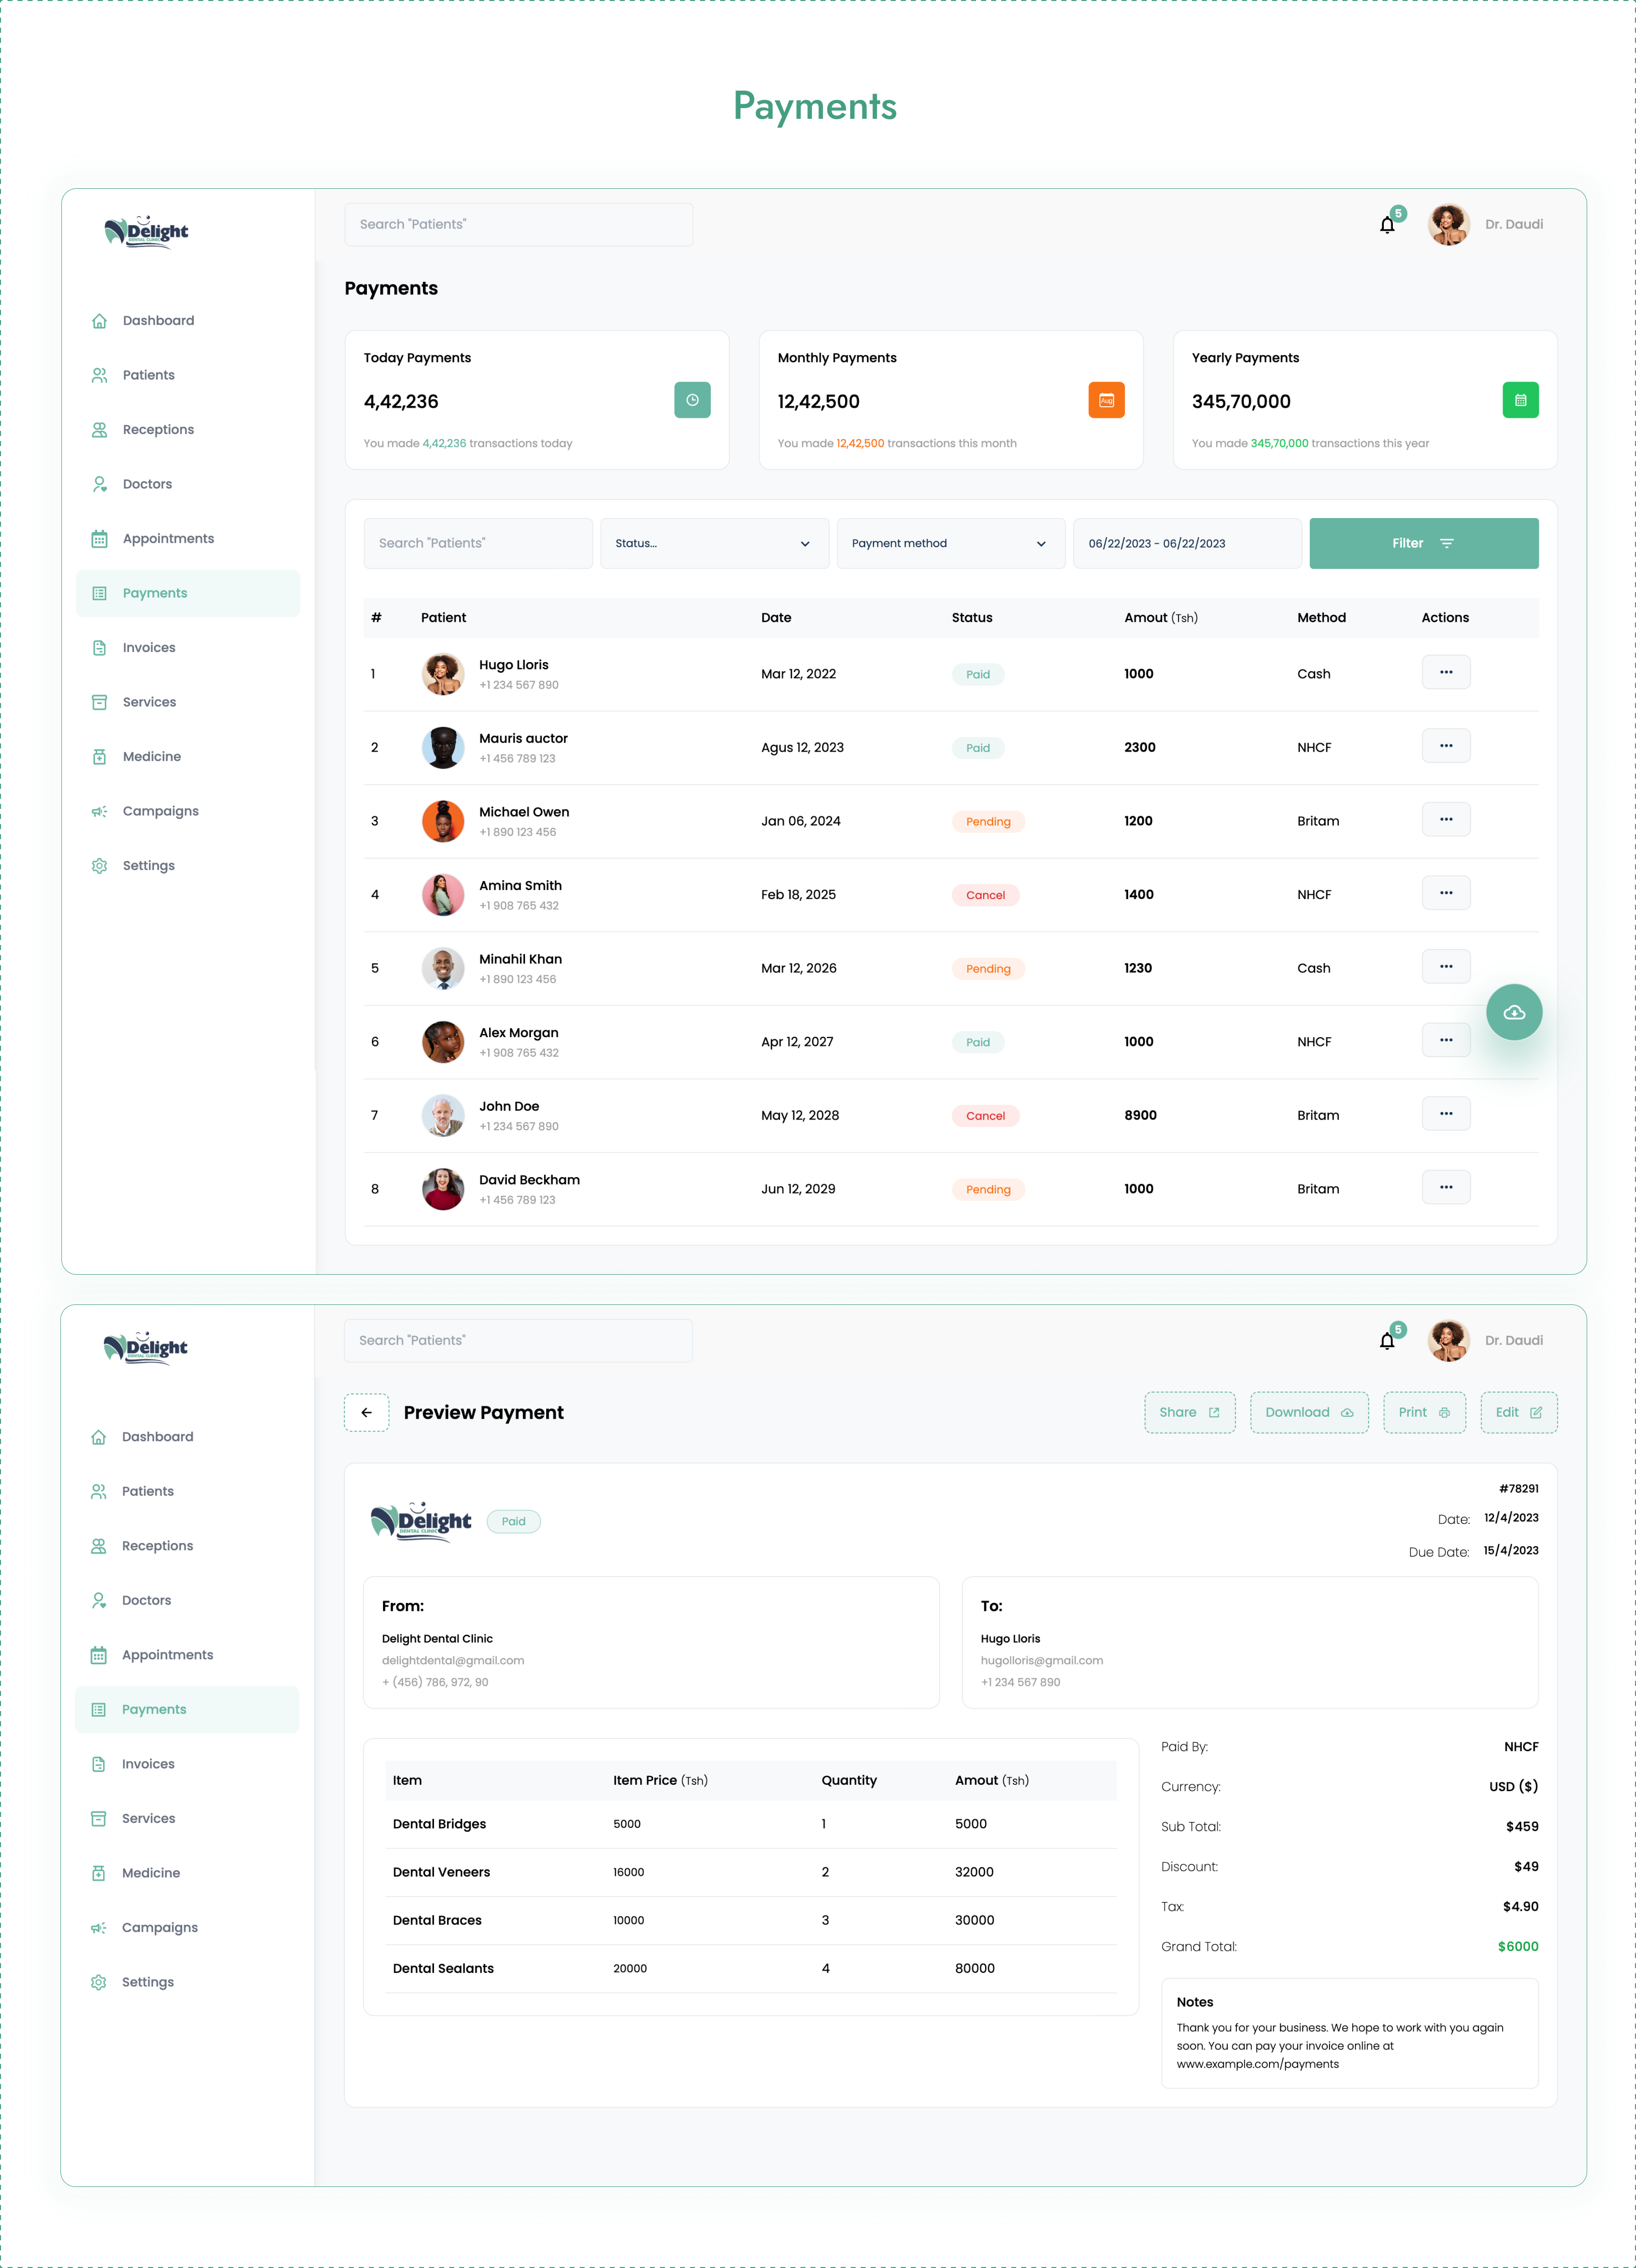 Payments
Delight
DENTAL CLINIC
Search "Patients"
5
Dr. Daudi
Dashboard
Patients
Receptions
Doctors
Appointments
Payments
Invoices
Services
Medicine
Campaigns
Settings
Payments
Today Payments
4,42,236
You made 4,42,236 transactions today
Monthly Payments
12,42,500
Aug
You made 12,42,500 transactions this month
Yearly Payments
345,70,000
You made 345,70,000 transactions this year
Search "Patients"
Status...
Payment method
06/22/2023 - 06/22/2023
Filter
# Patient Date Status Amout (Tsh) Method Actions
1 Hugo Lloris Mar 12, 2022 Paid 1000 Cash
+1 234 567 890
2 Mauris auctor Agus 12, 2023 Paid 2300 NHCF
+1 456 789 123
3 Michael Owen Jan 06, 2024 Pending 1200 Britam
+1 890 123 456
4 Amina Smith Feb 18, 2025 Cancel 1400 NHCF
+1 908 765 432
5 Minahil Khan Mar 12, 2026 Pending 1230 Cash
+1 890 123 456
6 Alex Morgan Apr 12, 2027 Paid 1000 NHCF
+1 908 765 432
7 John Doe May 12, 2028 Cancel 8900 Britam
+1 234 567 890
8 David Beckham Jun 12, 2029 Pending 1000 Britam
+1 456 789 123
Delight
DENTAL CLINIC
Search "Patients"
5
Dr. Daudi
Dashboard
Patients
Receptions
Doctors
Appointments
Payments
Invoices
Services
Medicine
Campaigns
Settings
Preview Payment
Share
Download
Print
Edit
Delight
DENTAL CLINIC
Paid
#78291
Date: 12/4/2023
Due Date: 15/4/2023
From:
Delight Dental Clinic
delightdental@gmail.com
+ (456) 786, 972, 90
To:
Hugo Lloris
hugolloris@gmail.com
+1 234 567 890
Item Item Price (Tsh) Quantity Amout (Tsh)
Dental Bridges 5000 1 5000
Dental Veneers 16000 2 32000
Dental Braces 10000 3 30000
Dental Sealants 20000 4 80000
Paid By: NHCF
Currency: USD ($)
Sub Total: $459
Discount: $49
Tax: $4.90
Grand Total: $6000
Notes
Thank you for your business. We hope to work with you again
soon. You can pay your invoice online at
www.example.com/payments